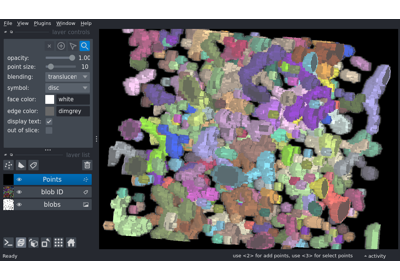 File View Plugins Window Help
layer controls
opacity: 1.00
point size: 10
blending: translucen
symbol: disc
face color: white
edge color: dimgrey
display text:
out of slice:
layer list
Points
blob ID
blobs
Ready
use <2> for add points, use <3> for select points
activity